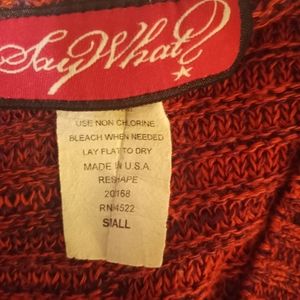 Say What?
USE NON CHLORINE
BLEACH WHEN NEEDED
LAY FLAT TO DRY
MADE IN U.S.A.
RESHAPE
20168
RN 4522
SMALL